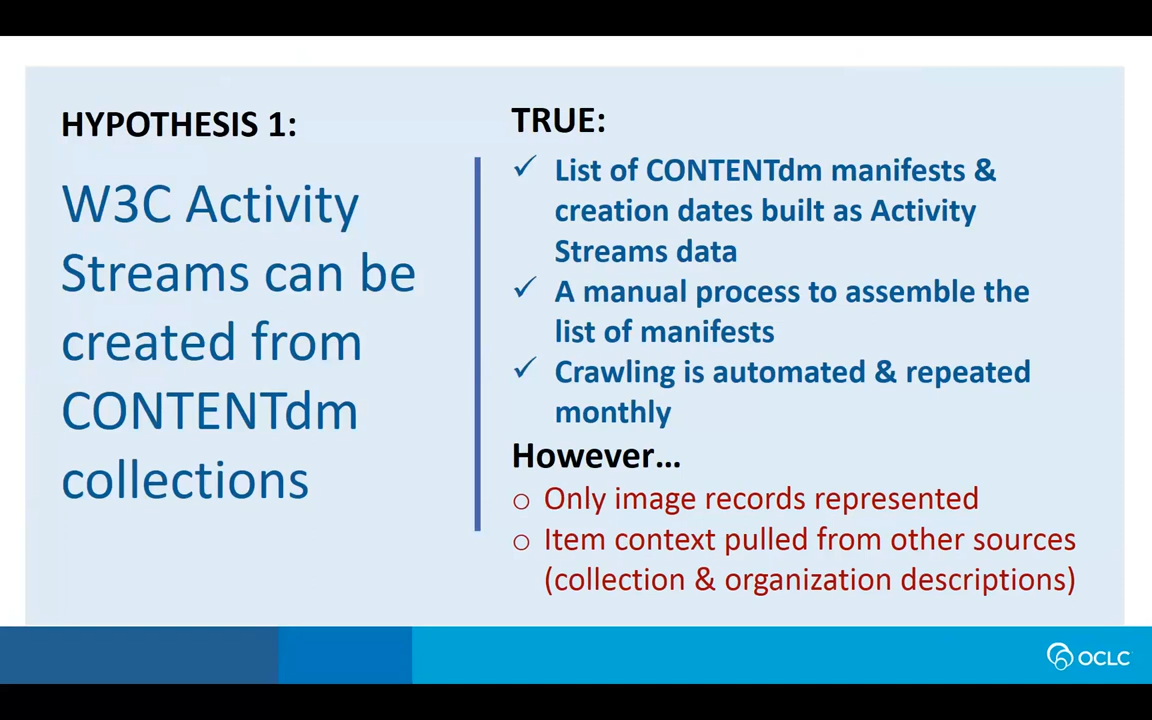 HYPOTHESIS 1:
W3C Activity
Streams can be
created from
CONTENTdm
collections
TRUE:
✓ List of CONTENTdm manifests &
creation dates built as Activity
Streams data
✓ A manual process to assemble the
list of manifests
✓ Crawling is automated & repeated
monthly
However…
o Only image records represented
o Item context pulled from other sources
(collection & organization descriptions)
OCLC